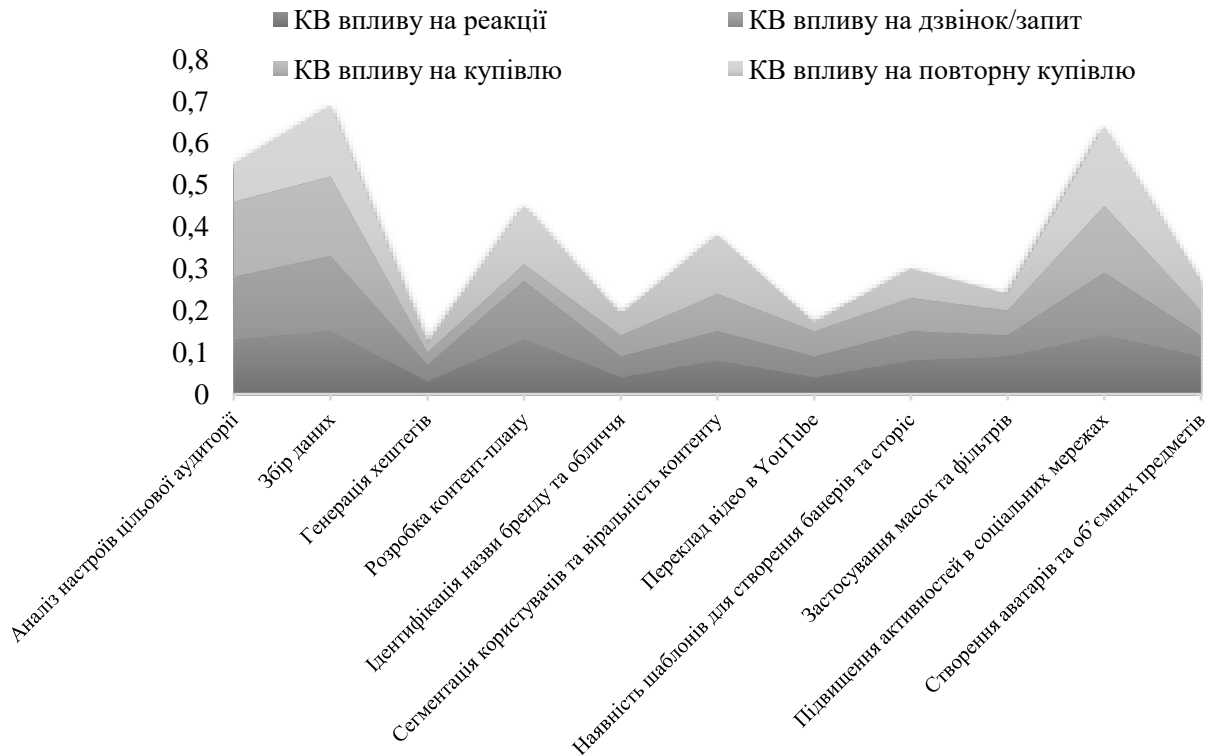 КВ впливу на реакції
КВ впливу на дзвінок/запит
КВ впливу на купівлю
КВ впливу на повторну купівлю
0,8
0,7
0,6
0,5
0,4
0,3
0,2
0,1
0
Аналіз настроїв цільової аудиторії
Збір даних
Генерація хештегів
Розробка контент-плану
Ідентифікація назви бренду та обличчя
Сегментація користувачів та віральність контенту
Переклад відео в YouTube
Наявність шаблонів для створення банерів та сторіс
Застосування масок та фільтрів
Підвищення активностей в соціальних мережах
Створення аватарів та об’ємних предметів